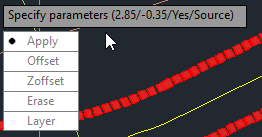 Specify parameters (2.85/-0.35/Yes/Source)
Apply
Offset
Zoffset
Erase
Layer